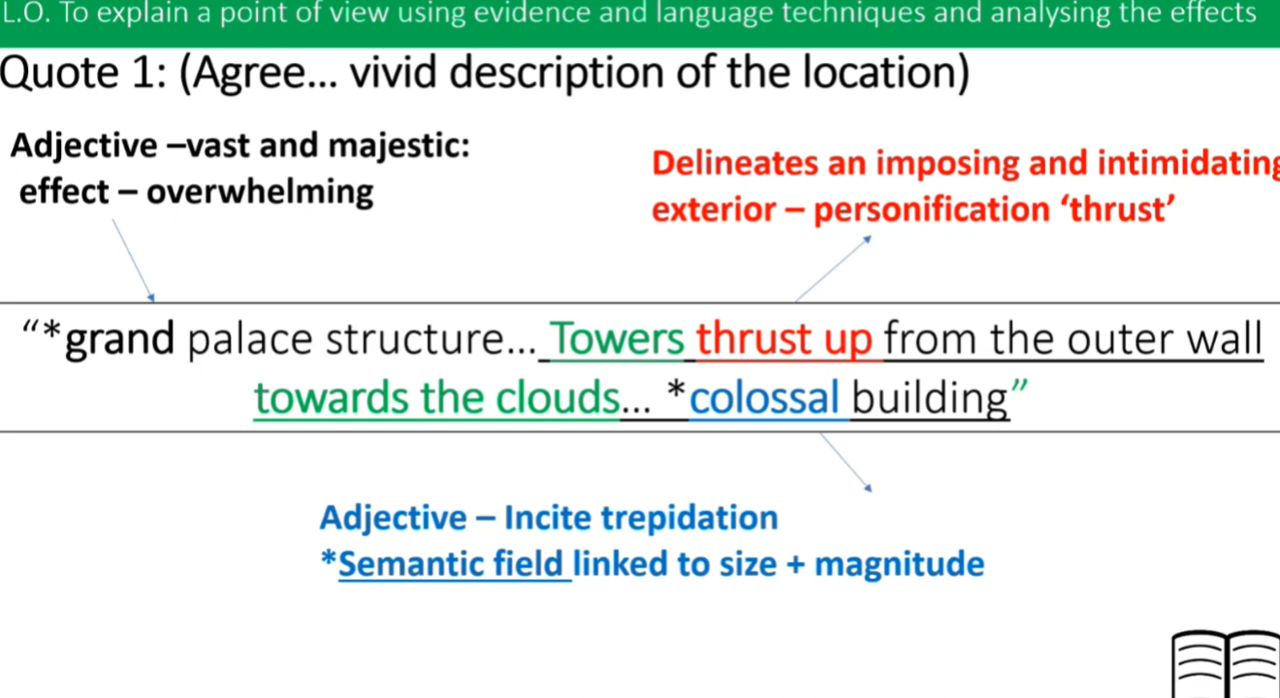 L.O. To explain a point of view using evidence and language techniques and analysing the effects
Quote 1: (Agree... vivid description of the location)
Adjective –vast and majestic:
effect – overwhelming
Delineates an imposing and intimidating
exterior – personification ‘thrust’
“*grand palace structure... Towers thrust up from the outer wall
towards the clouds... *colossal building”
Adjective – Incite trepidation
*Semantic field linked to size + magnitude